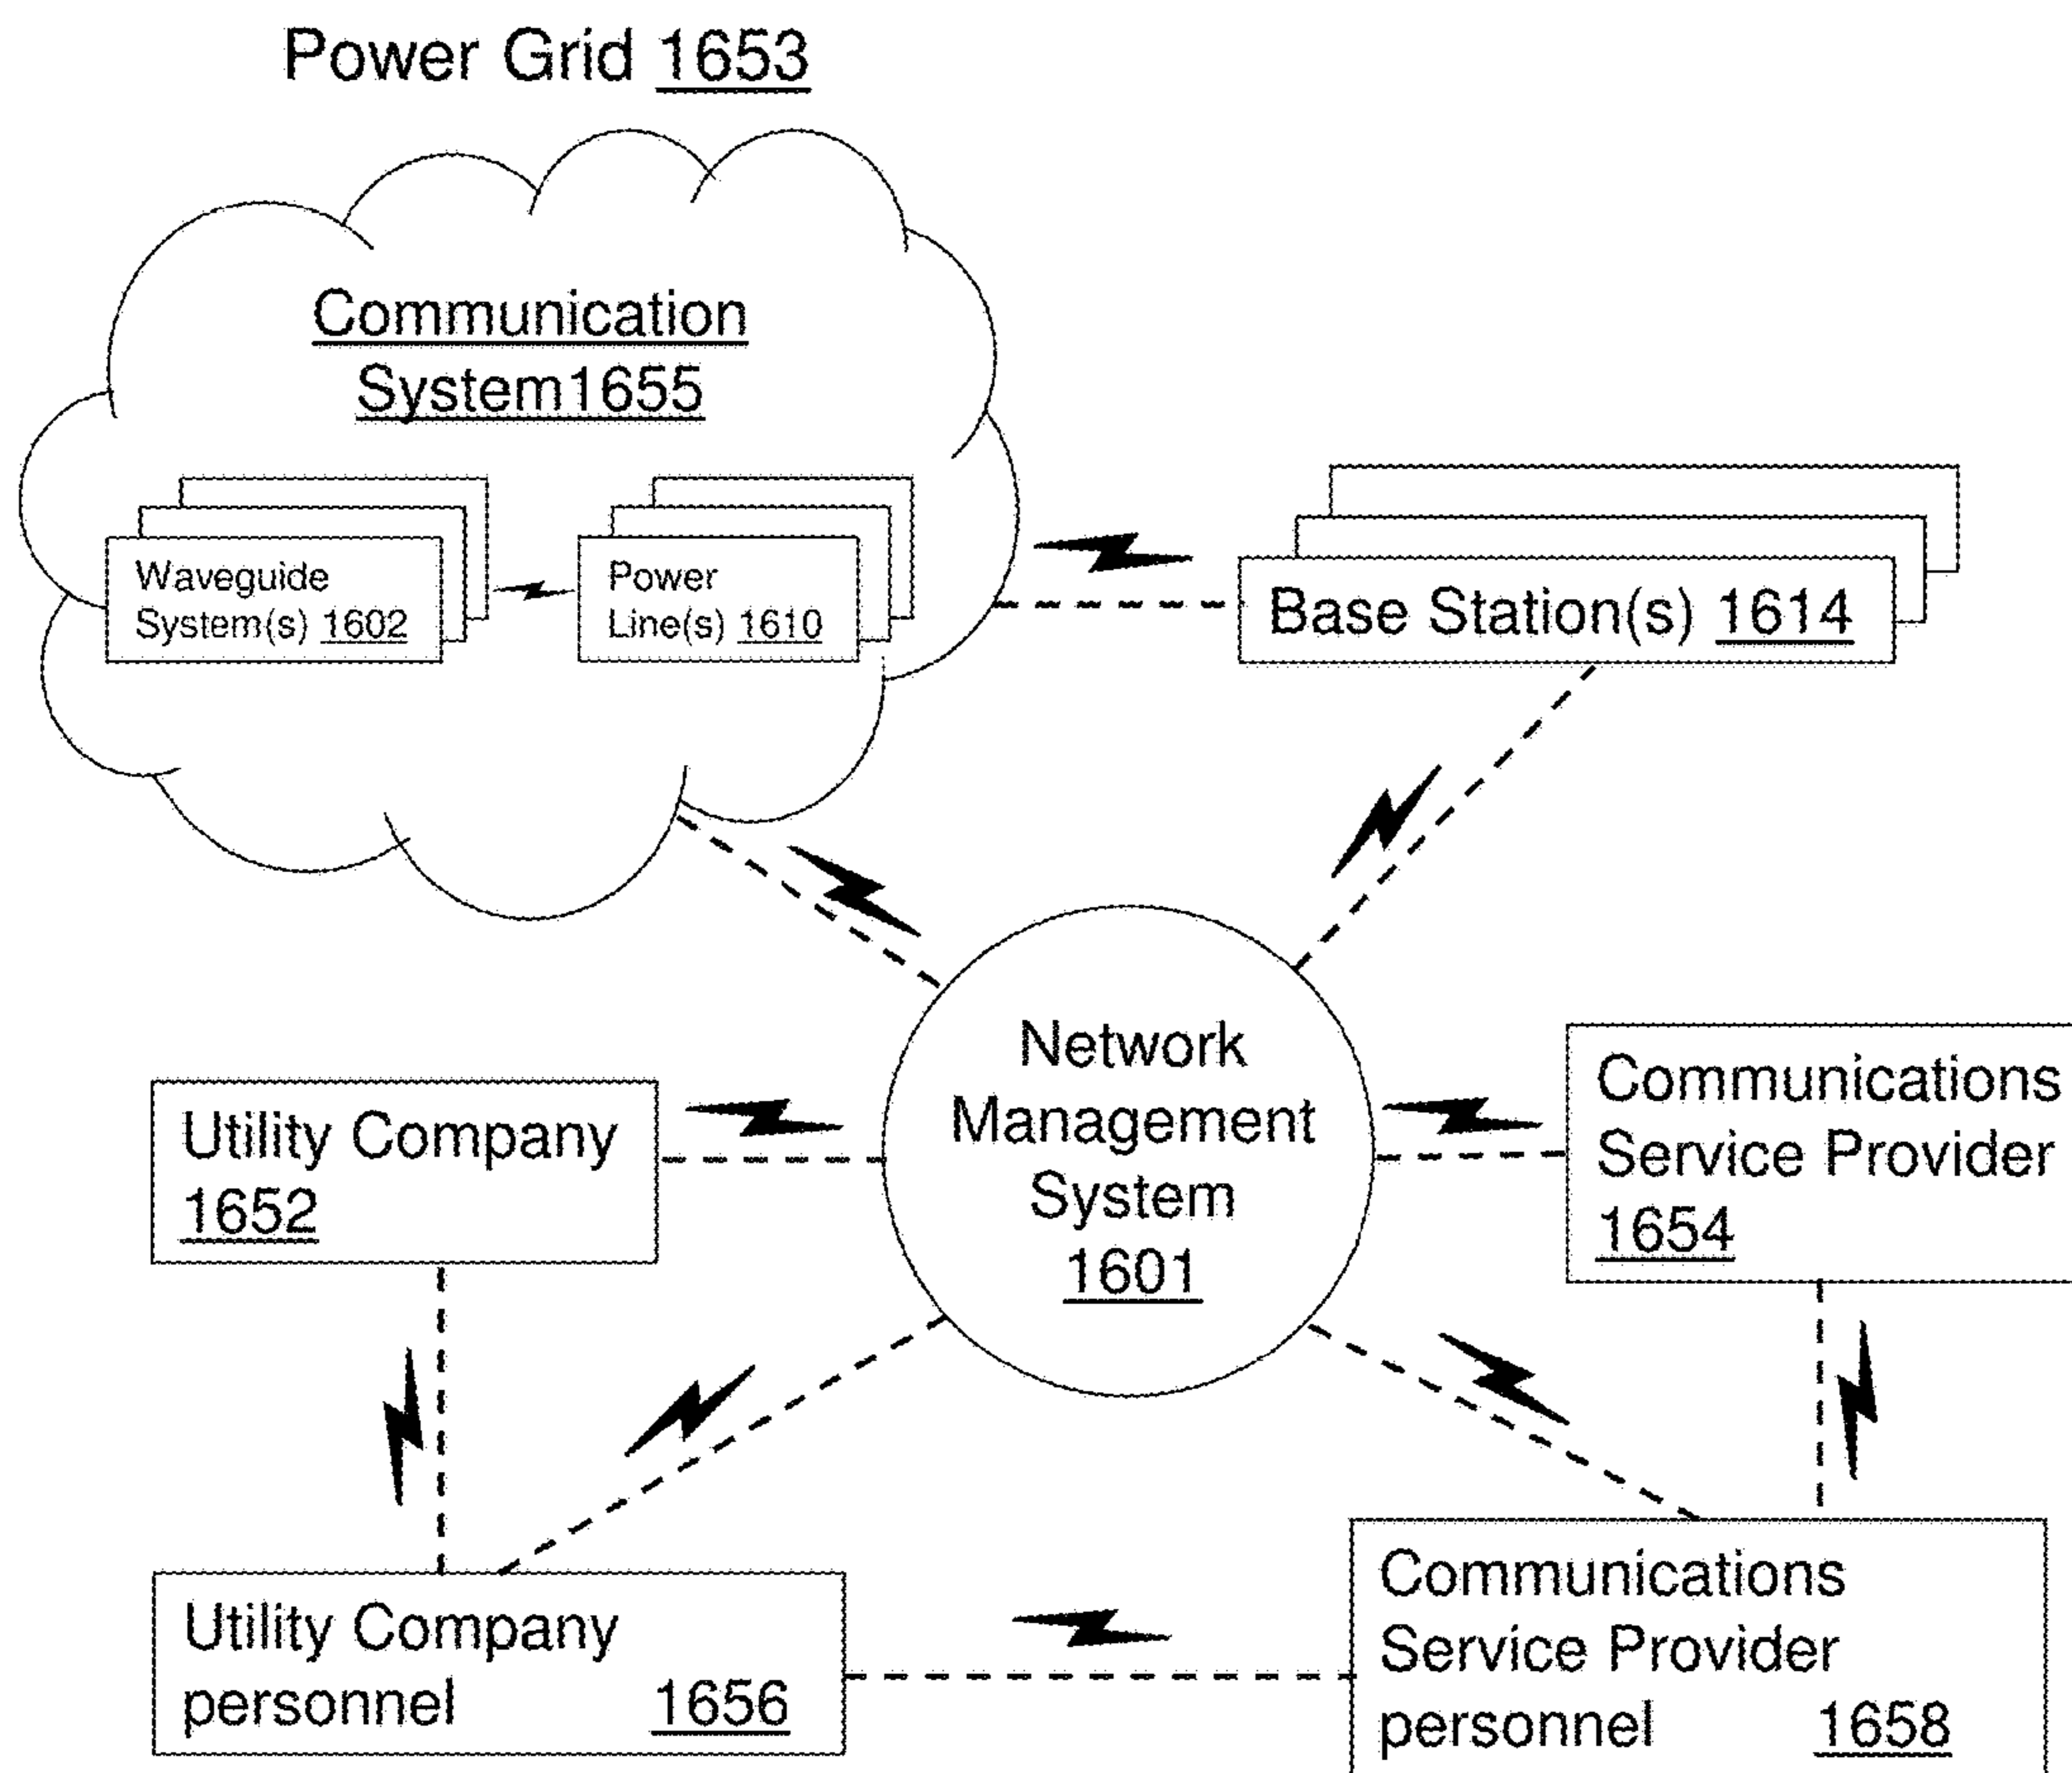 Power Grid 1653
Communication
System1655
Waveguide
System(s) 1602
Power
Line(s) 1610
Base Station(s) 1614
Network
Management
System
1601
Utility Company
1652
Communications
Service Provider
1654
Utility Company
personnel 1656
Communications
Service Provider
personnel 1658